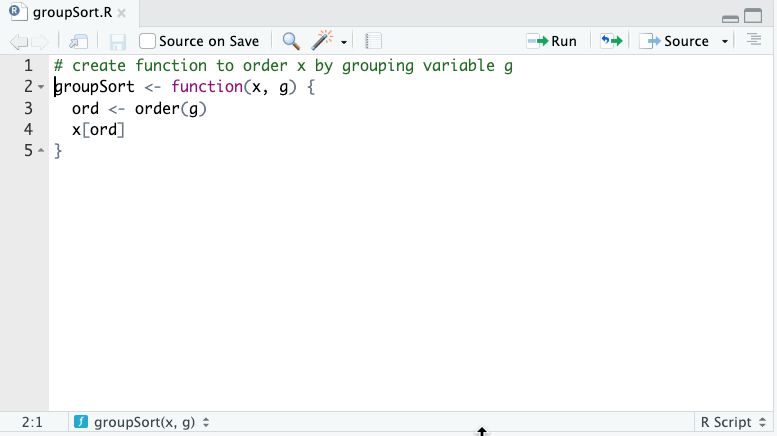 groupSort.R
Source on Save Run Source
1 # create function to order x by grouping variable g
2 groupSort <- function(x, g) {
3 ord <- order(g)
4 x[ord]
5 }
2:1 groupSort(x, g) R Script